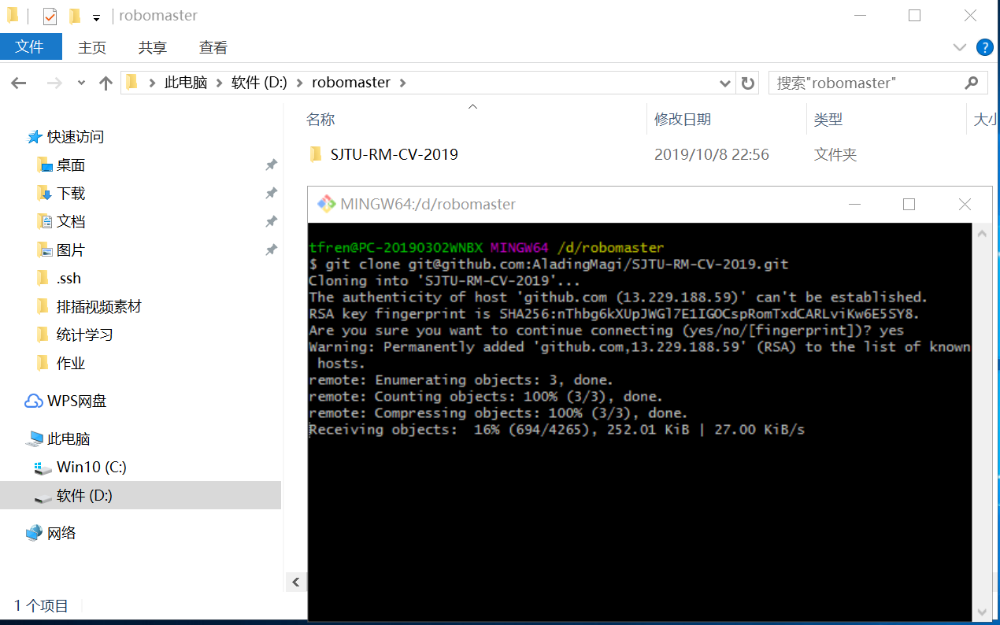 robomaster
文件 主页 共享 查看
此电脑 软件 (D:) robomaster 搜索"robomaster"
名称 修改日期 类型 大小
SJTU-RM-CV-2019 2019/10/8 22:56 文件夹
快速访问
桌面
下载
文档
图片
.ssh
排插视频素材
统计学习
作业
WPS网盘
此电脑
Win10 (C:)
软件 (D:)
网络
1 个项目
MINGW64:/d/robomaster
tfren@PC-20190302WNBX MINGW64 /d/robomaster
$ git clone git@github.com:AladingMagi/SJTU-RM-CV-2019.git
Cloning into 'SJTU-RM-CV-2019'...
The authenticity of host 'github.com (13.229.188.59)' can't be established.
RSA key fingerprint is SHA256:nThbg6kXUpJWGl7E1IGOCspRomTxdCARLviKw6E5SY8.
Are you sure you want to continue connecting (yes/no/[fingerprint])? yes
Warning: Permanently added 'github.com,13.229.188.59' (RSA) to the list of known
hosts.
remote: Enumerating objects: 3, done.
remote: Counting objects: 100% (3/3), done.
remote: Compressing objects: 100% (3/3), done.
Receiving objects:  16% (694/4265), 252.01 KiB | 27.00 KiB/s